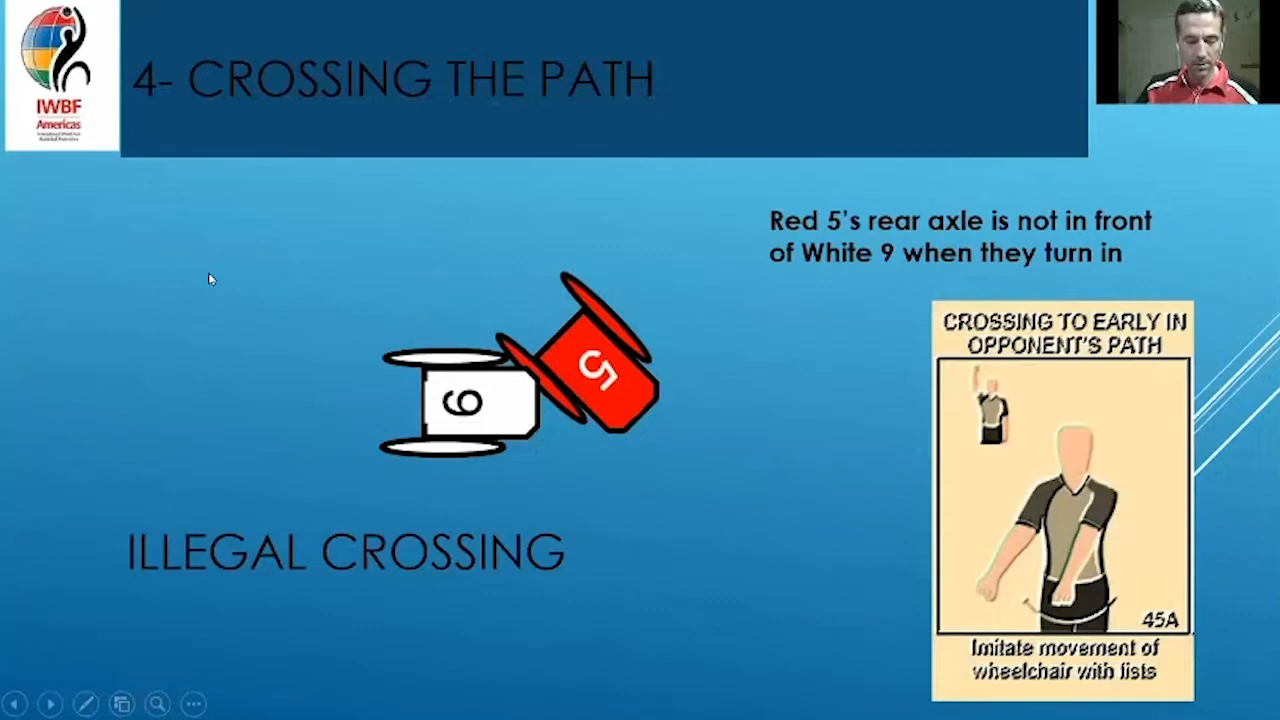 4- CROSSING THE PATH
IWBF
Americas
Red 5's rear axle is not in front
of White 9 when they turn in
9
5
CROSSING TO EARLY IN
OPPONENT'S PATH
45A
Imitate movement of
wheelchair with lists
ILLEGAL CROSSING